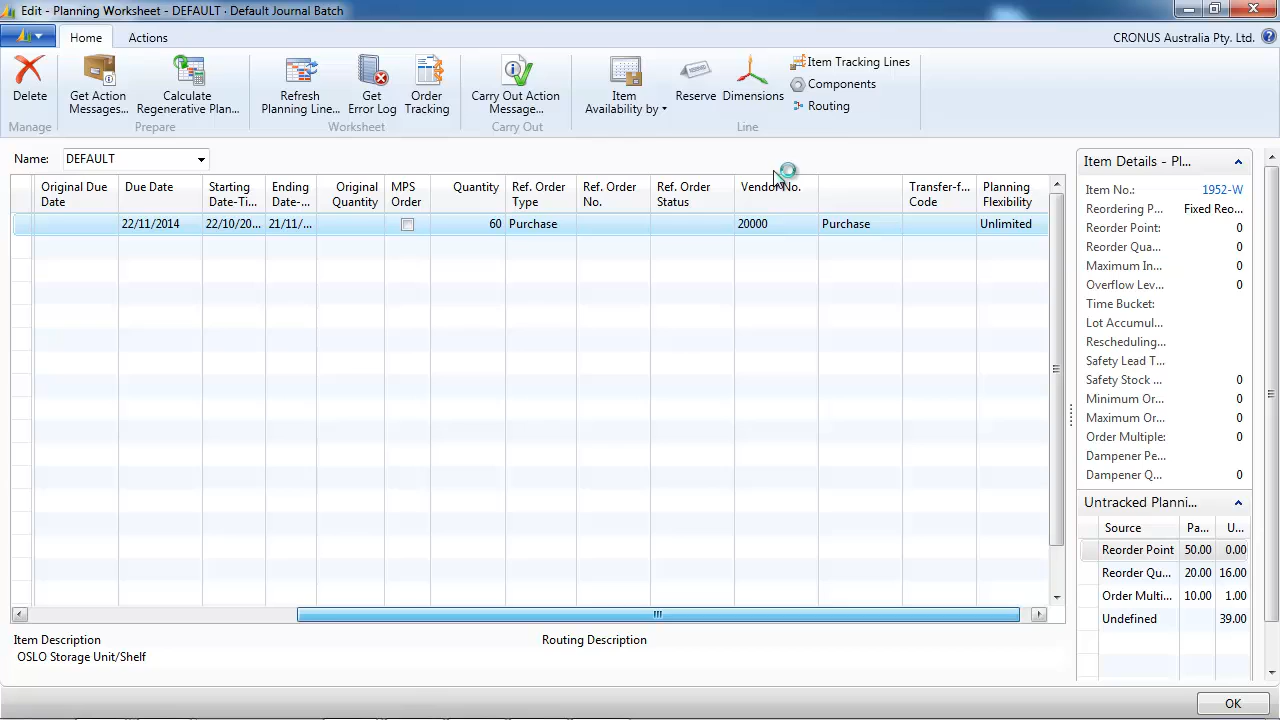 Edit - Planning Worksheet - DEFAULT · Default Journal Batch
Home Actions CRONUS Australia Pty. Ltd.
Delete
Get Action Messages...
Calculate Regenerative Plan...
Refresh Planning Line...
Get Error Log
Order Tracking
Carry Out Action Message...
Item Availability by
Reserve
Dimensions
Item Tracking Lines
Components
Routing
Manage Prepare Worksheet Carry Out Line
Name: DEFAULT
Original Due Date Due Date Starting Date-Ti... Ending Date-... Original Quantity MPS Order Quantity Ref. Order Type Ref. Order No. Ref. Order Status Vendor No. Transfer-f... Code Planning Flexibility
22/11/2014 22/10/20... 21/11/... 60 Purchase 20000 Purchase Unlimited
Item Description Routing Description
OSLO Storage Unit/Shelf
Item Details - Pl...
Item No.: 1952-W
Reordering P... Fixed Reo...
Reorder Point: 0
Reorder Qua... 0
Maximum In... 0
Overflow Lev... 0
Time Bucket:
Lot Accumul...
Rescheduling...
Safety Lead T...
Safety Stock ... 0
Minimum Or... 0
Maximum Or... 0
Order Multiple: 0
Dampener Pe...
Dampener Q... 0
Untracked Planni...
Source Pa... U...
Reorder Point 50.00 0.00
Reorder Qu... 20.00 16.00
Order Multi... 10.00 1.00
Undefined 39.00
OK